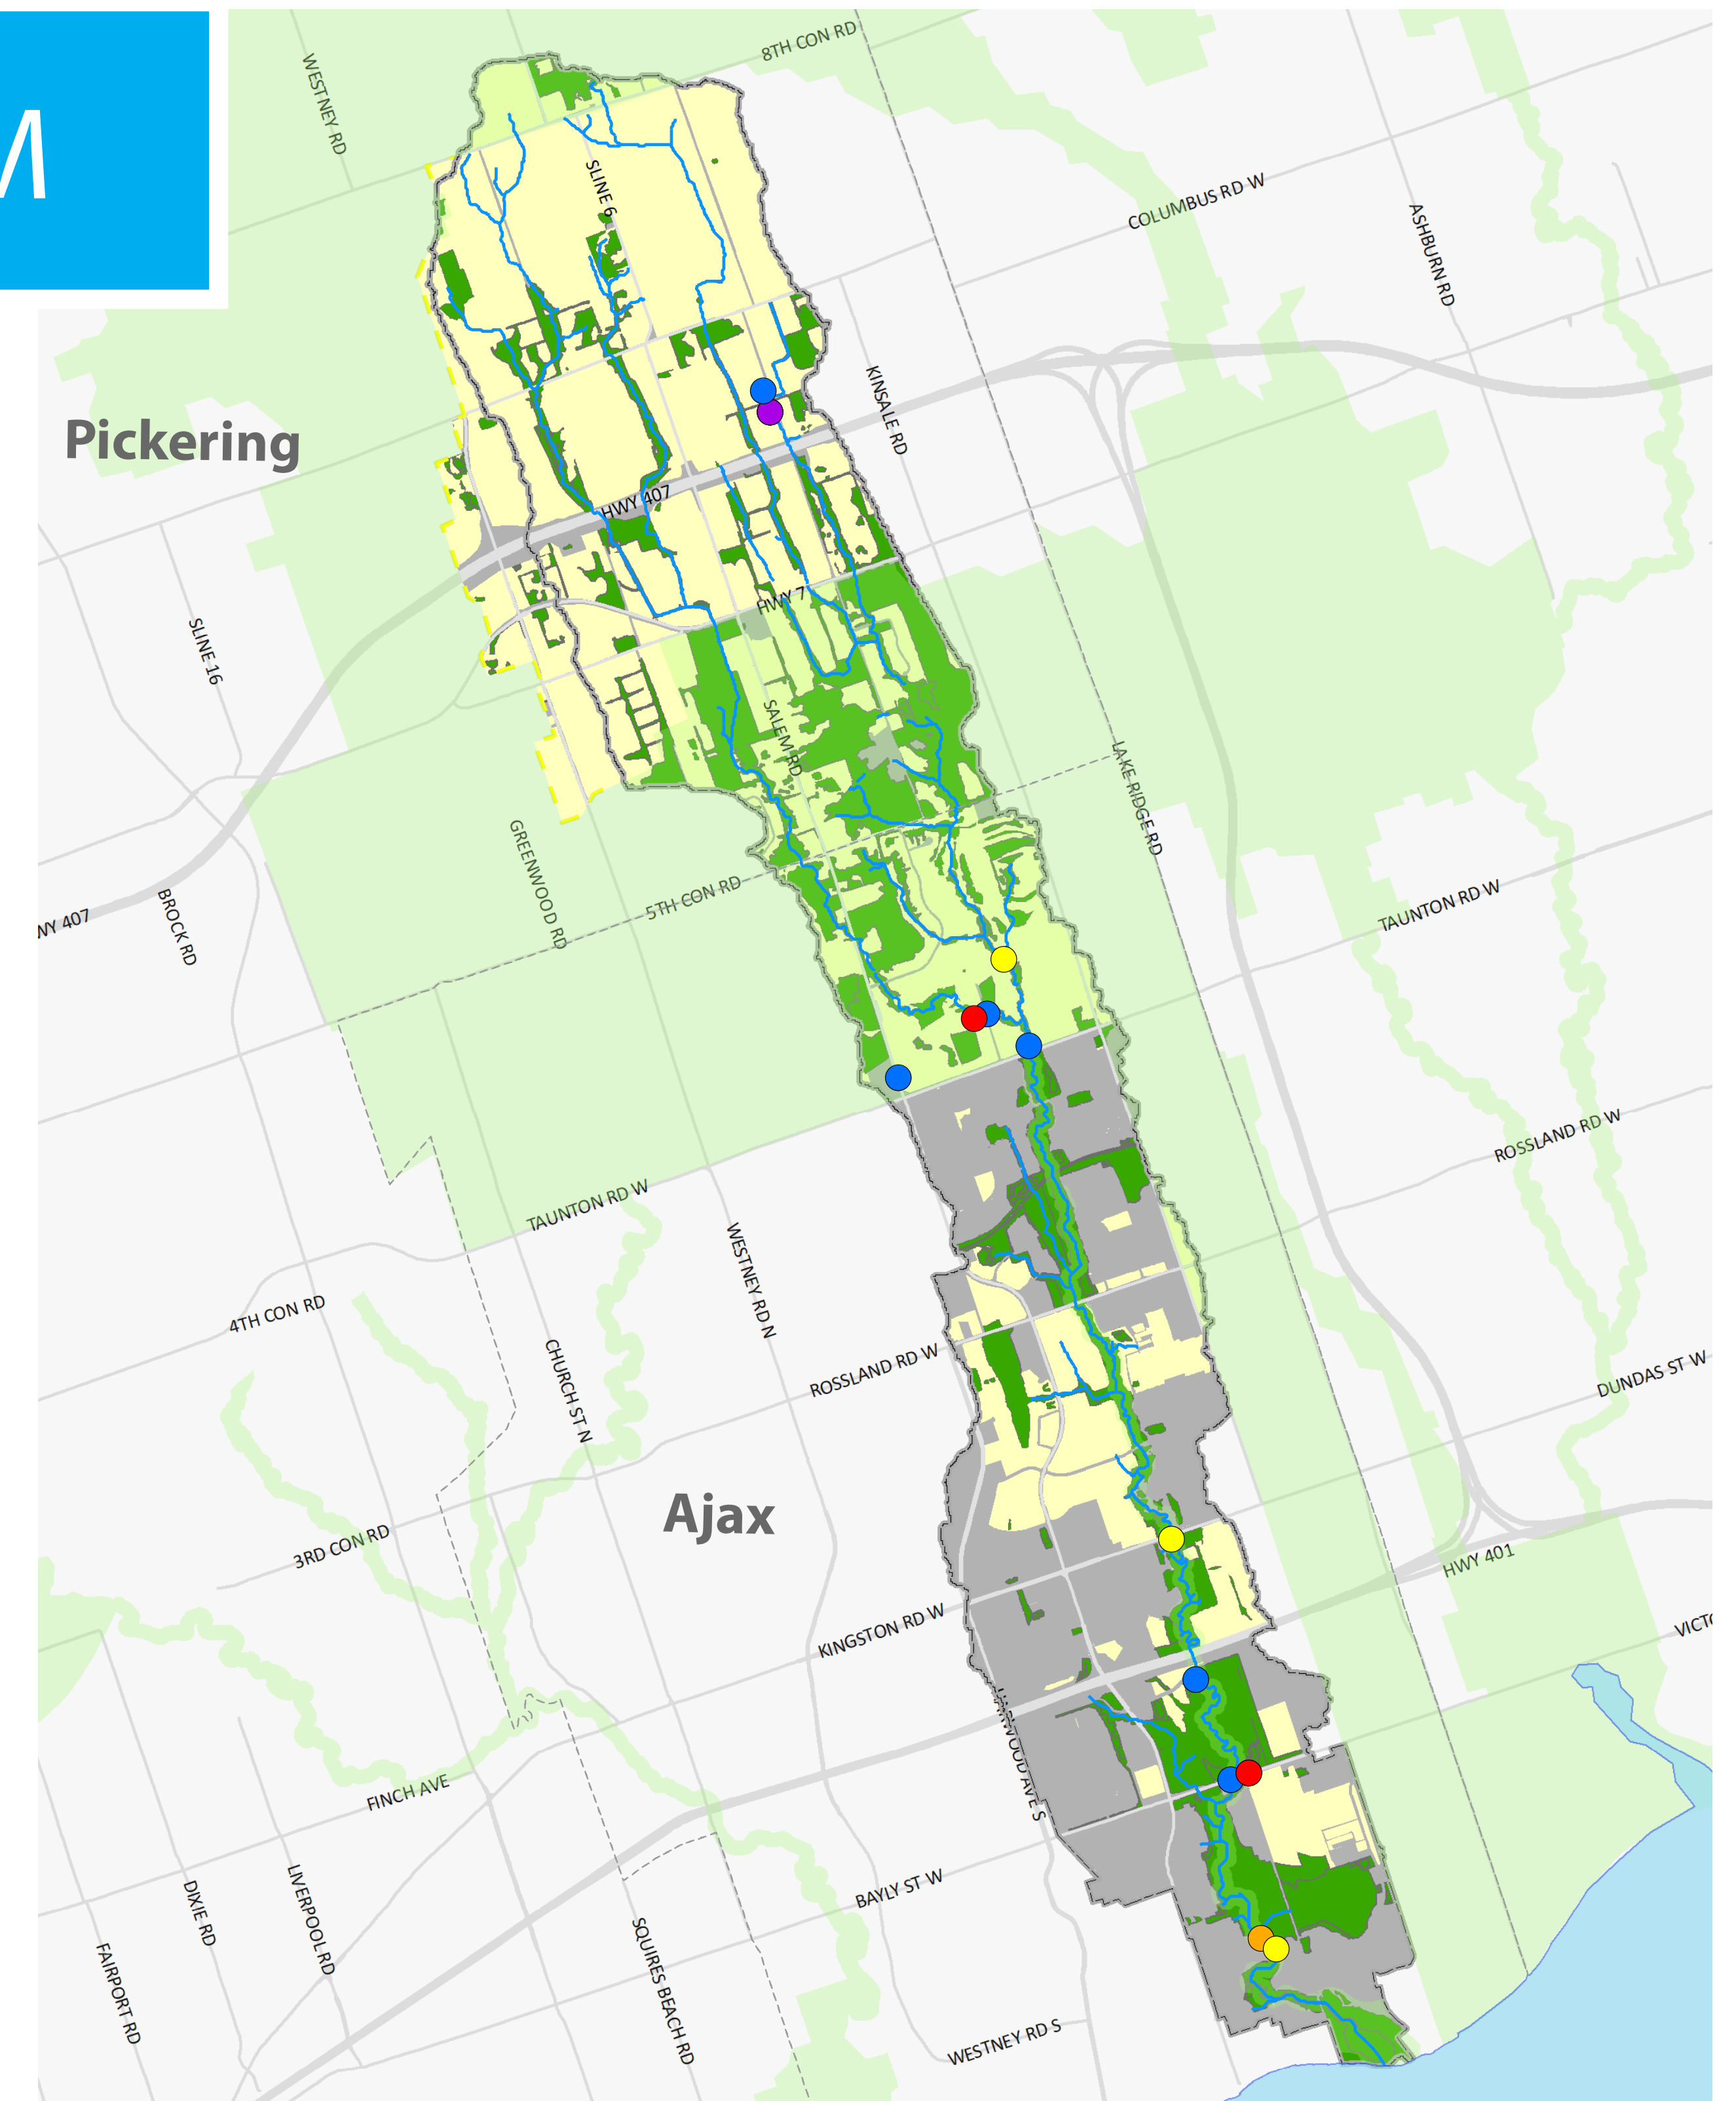 M
8TH CON RD
WESTNEY RD
SLINE 6
COLUMBUS RD W
ASHBURN RD
KINSALE RD
Pickering
HWY 407
HWY 7
SLINE 16
SALEM RD
LAKE RIDGE RD
GREENWOOD RD
5TH CON RD
TAUNTON RD W
BROCK RD
WY 407
ROSSLAND RD W
TAUNTON RD W
WESTNEY RD N
4TH CON RD
CHURCH ST N
ROSSLAND RD W
DUNDAS ST W
Ajax
3RD CON RD
HWY 401
KINGSTON RD W
FINCH AVE
BAYLY ST W
DIXIE RD
LIVERPOOL RD
SQUIRES BEACH RD
FAIRPORT RD
WESTNEY RD S